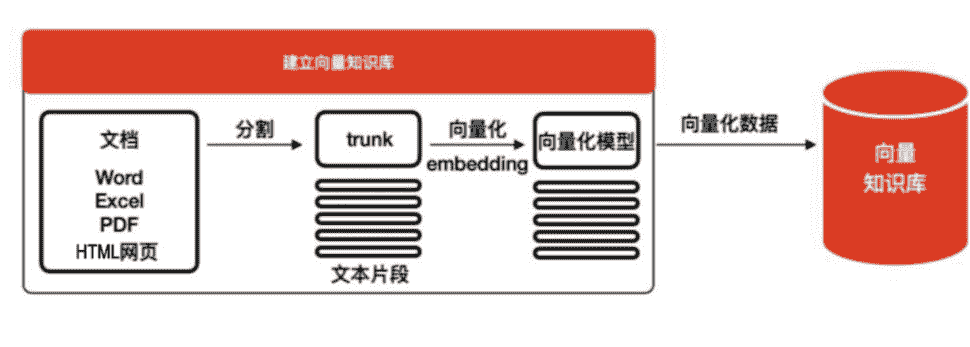 建立向量知识库
文档
Word
Excel
PDF
HTML网页
分割
trunk
文本片段
向量化
embedding
向量化模型
向量化数据
向量
知识库